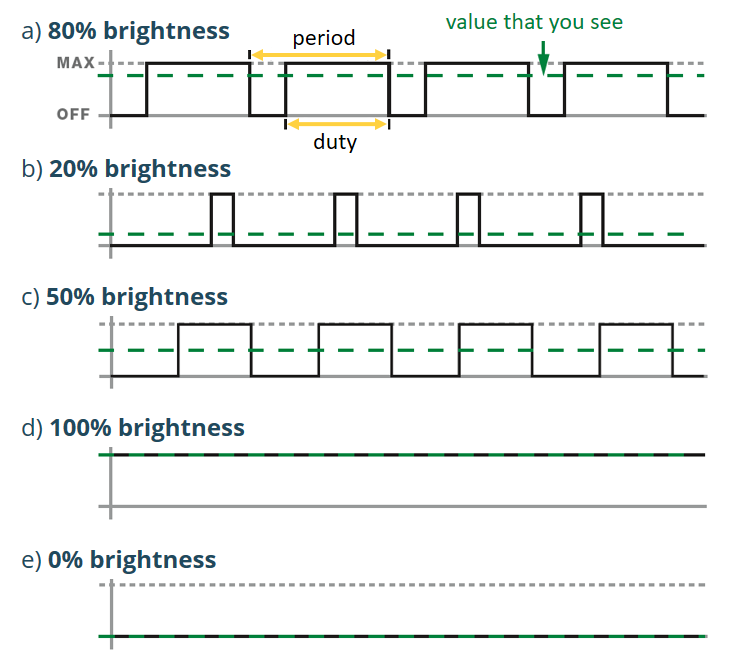 a) 80% brightness
value that you see
period
MAX
OFF
duty
b) 20% brightness
c) 50% brightness
d) 100% brightness
e) 0% brightness